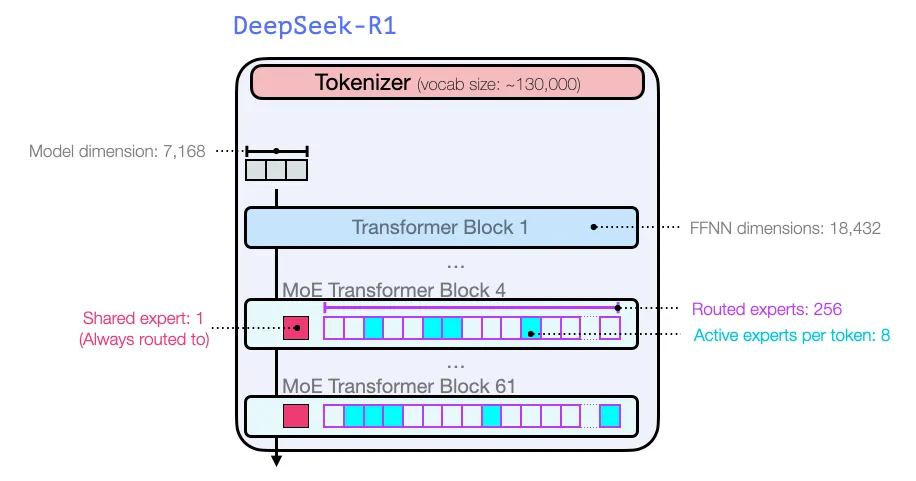 DeepSeek-R1
Tokenizer (vocab size: ~130,000)
Model dimension: 7,168
Transformer Block 1
FFNN dimensions: 18,432
...
MoE Transformer Block 4
Shared expert: 1
(Always routed to)
Routed experts: 256
Active experts per token: 8
...
MoE Transformer Block 61